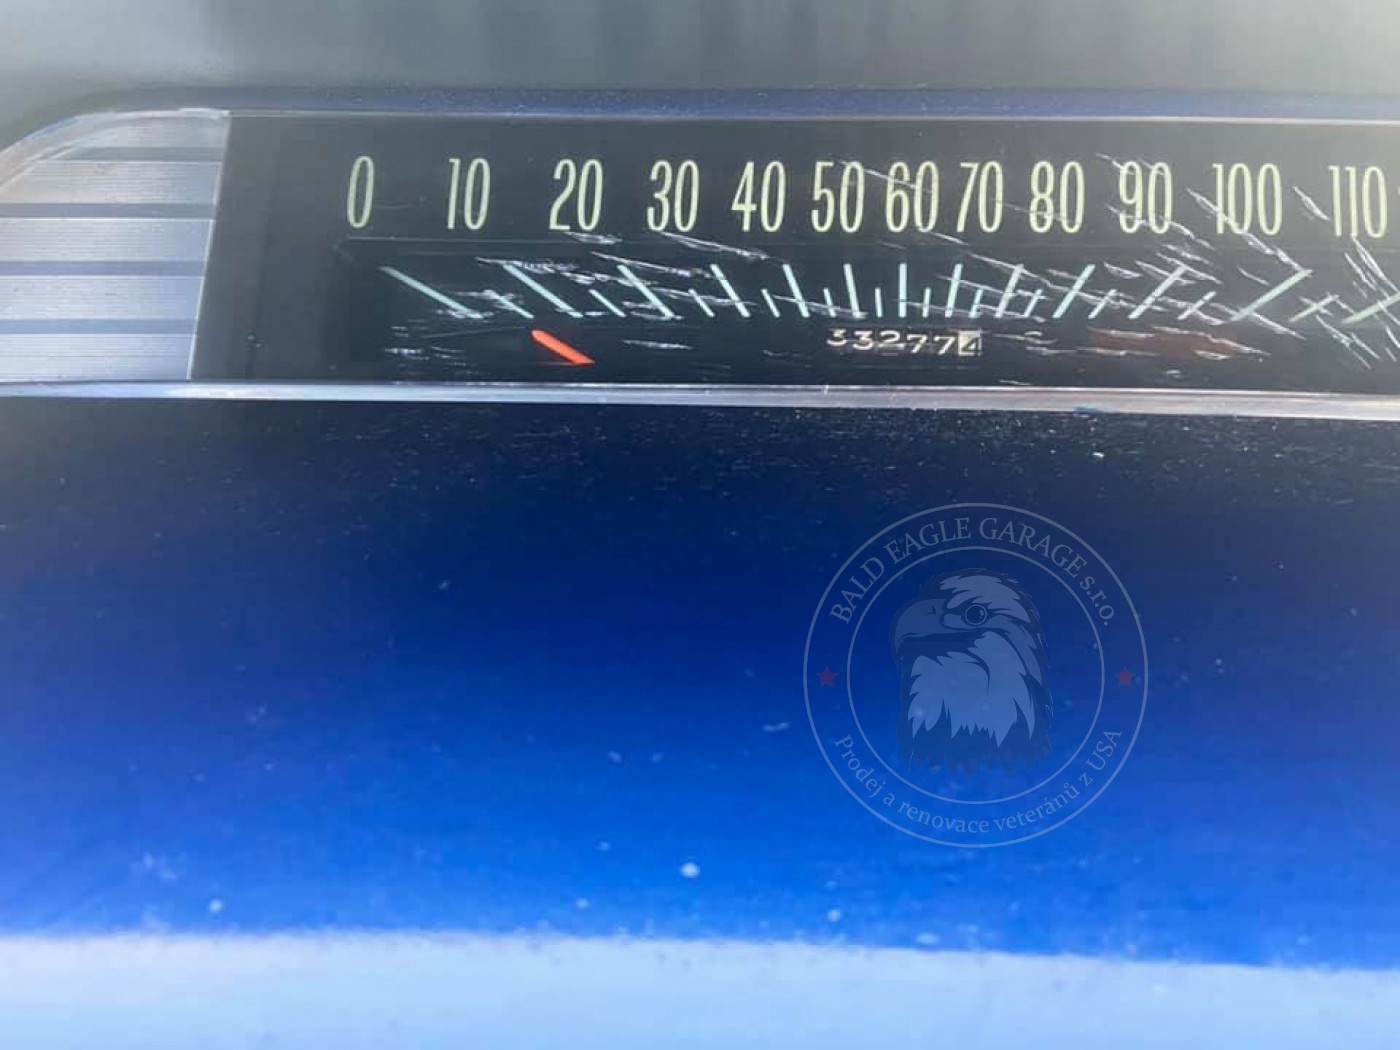 0 10 20 30 40 50 60 70 80 90 100 110
332774
BALD EAGLE GARAGE s.r.o.
Prodej a renovace veteránů z USA